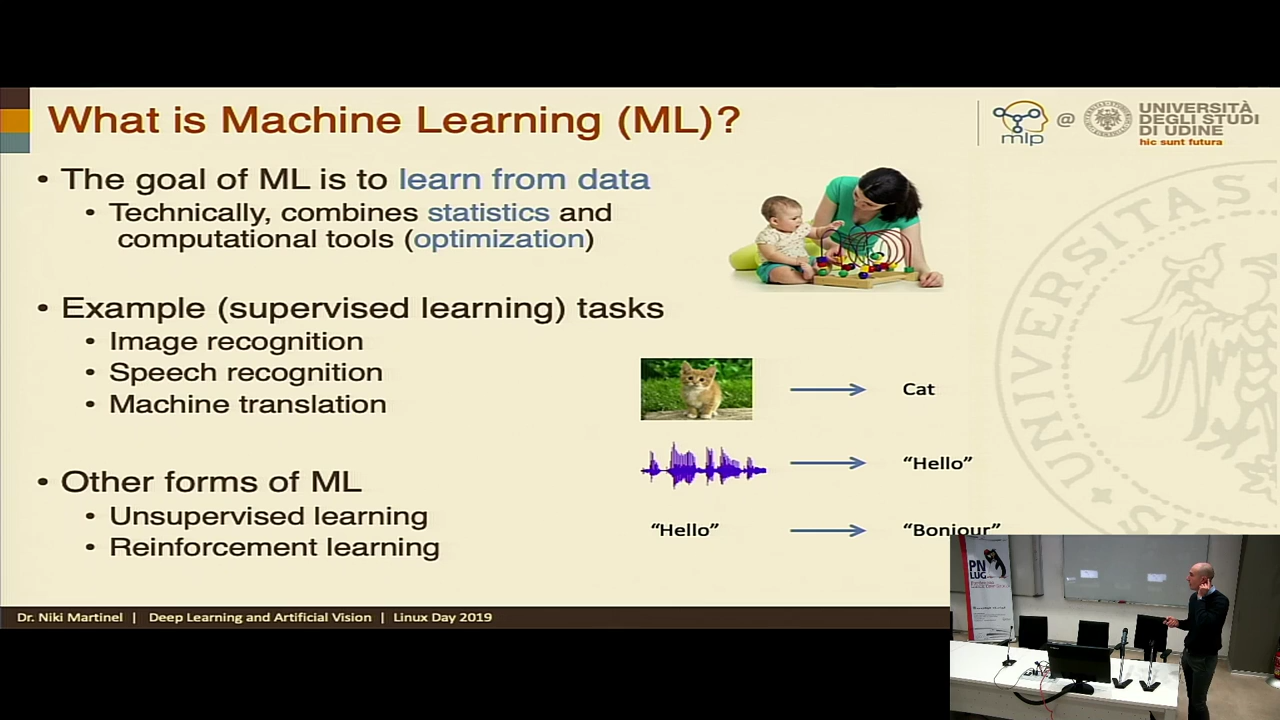 What is Machine Learning (ML)?
mlp
@
UNIVERSITÀ
DEGLI STUDI
DI UDINE
hic sunt futura
• The goal of ML is to learn from data
• Technically, combines statistics and
computational tools (optimization)
• Example (supervised learning) tasks
• Image recognition
• Speech recognition
• Machine translation
Cat
“Hello”
“Hello”
“Bonjour”
• Other forms of ML
• Unsupervised learning
• Reinforcement learning
UNIVERSITAS
PN
LUG
Dr. Niki Martinel | Deep Learning and Artificial Vision | Linux Day 2019